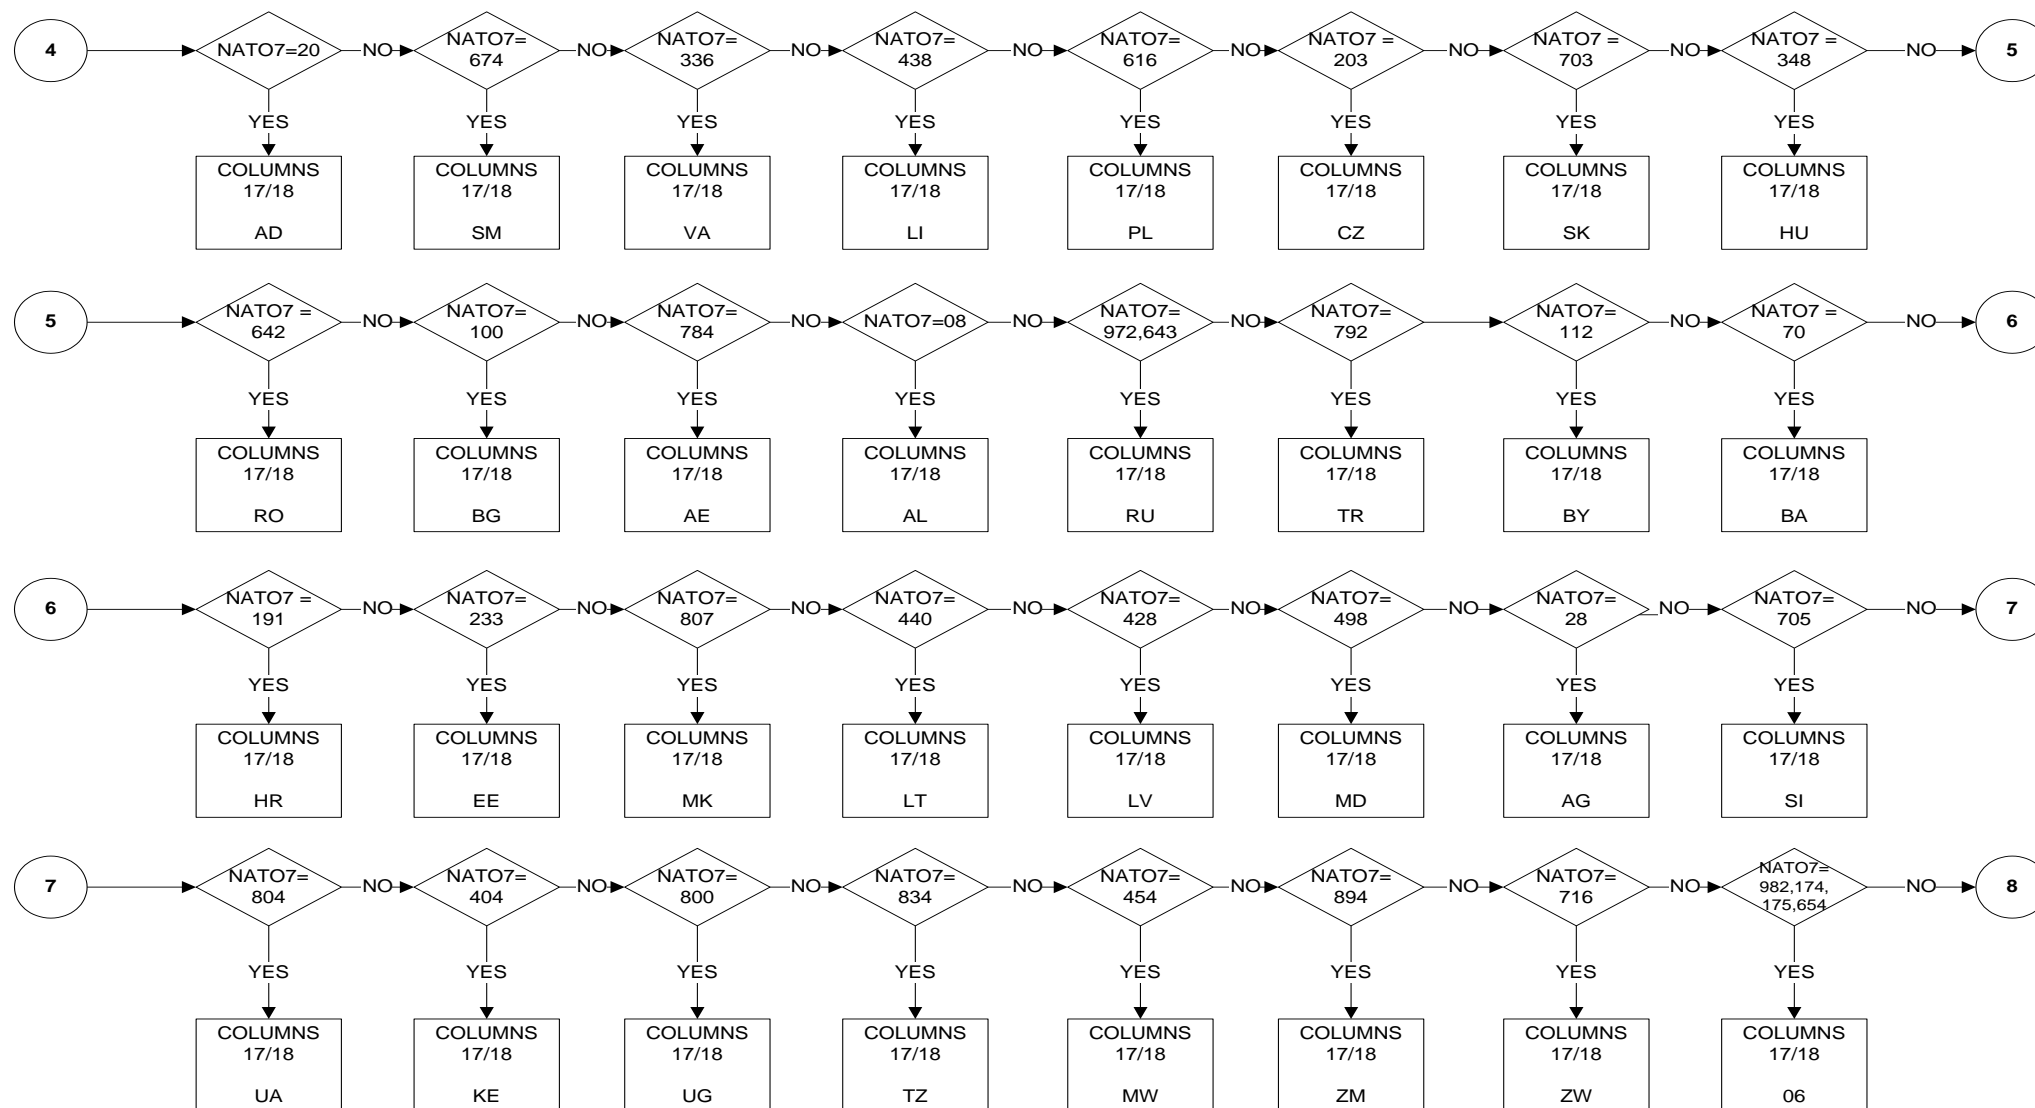 4
NATO7=20
NO
NATO7=
674
NO
NATO7=
336
NO
NATO7=
438
NO
NATO7=
616
NO
NATO7 =
203
NO
NATO7 =
703
NO
NATO7 =
348
NO
5
YES
YES
YES
YES
YES
YES
YES
YES
COLUMNS
17/18
AD
COLUMNS
17/18
SM
COLUMNS
17/18
VA
COLUMNS
17/18
LI
COLUMNS
17/18
PL
COLUMNS
17/18
CZ
COLUMNS
17/18
SK
COLUMNS
17/18
HU
5
NATO7 =
642
NO
NATO7=
100
NO
NATO7=
784
NO
NATO7=08
NO
NATO7=
972,643
NO
NATO7=
792
NATO7=
112
NO
NATO7 =
70
NO
6
YES
YES
YES
YES
YES
YES
YES
YES
COLUMNS
17/18
RO
COLUMNS
17/18
BG
COLUMNS
17/18
AE
COLUMNS
17/18
AL
COLUMNS
17/18
RU
COLUMNS
17/18
TR
COLUMNS
17/18
BY
COLUMNS
17/18
BA
6
NATO7 =
191
NO
NATO7=
233
NO
NATO7=
807
NO
NATO7=
440
NO
NATO7=
428
NO
NATO7=
498
NO
NATO7=
28
NO
NATO7=
705
NO
7
YES
YES
YES
YES
YES
YES
YES
YES
COLUMNS
17/18
HR
COLUMNS
17/18
EE
COLUMNS
17/18
MK
COLUMNS
17/18
LT
COLUMNS
17/18
LV
COLUMNS
17/18
MD
COLUMNS
17/18
AG
COLUMNS
17/18
SI
7
NATO7=
804
NO
NATO7=
404
NO
NATO7=
800
NO
NATO7=
834
NO
NATO7=
454
NO
NATO7=
894
NO
NATO7=
716
NO
NATO7=
982,174,
175,654
NO
8
YES
YES
YES
YES
YES
YES
YES
YES
COLUMNS
17/18
UA
COLUMNS
17/18
KE
COLUMNS
17/18
UG
COLUMNS
17/18
TZ
COLUMNS
17/18
MW
COLUMNS
17/18
ZM
COLUMNS
17/18
ZW
COLUMNS
17/18
06